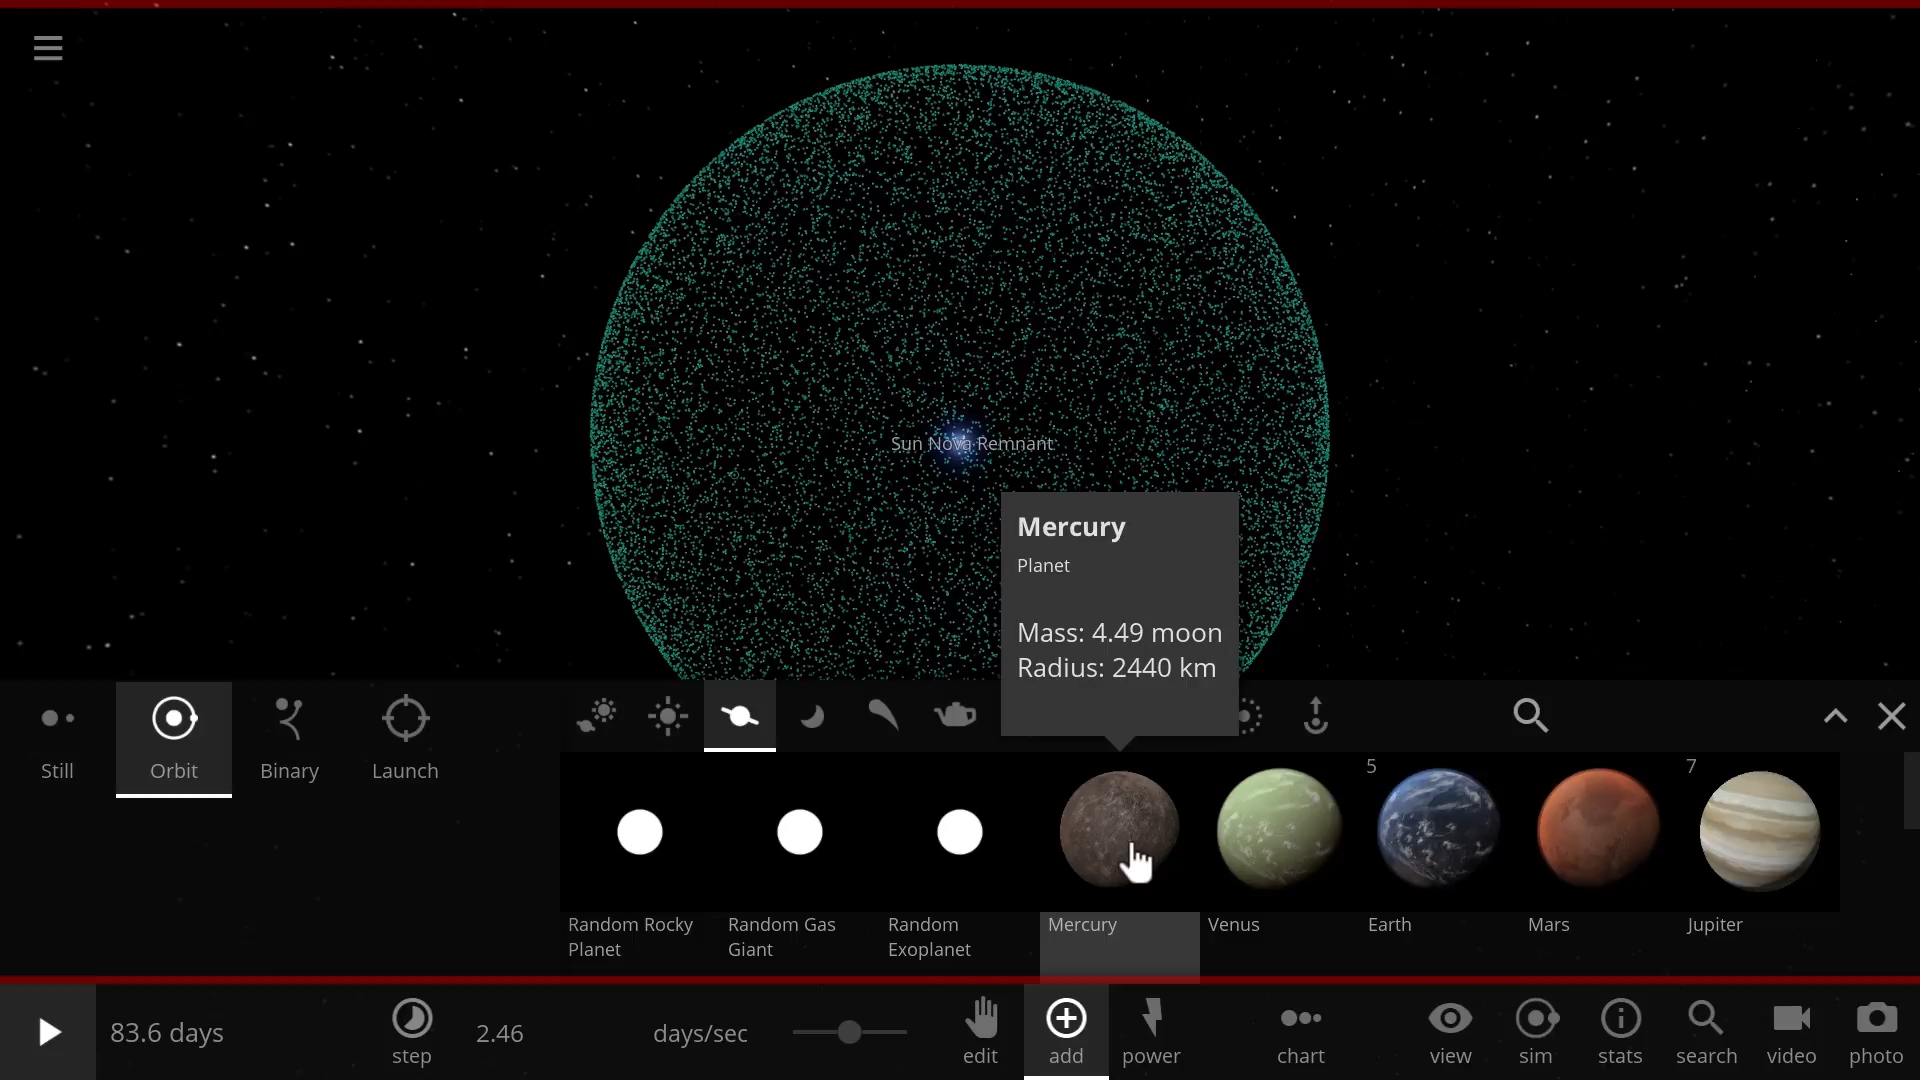 Sun Nova Remnant
Mercury
Planet
Mass: 4.49 moon
Radius: 2440 km
Still
Orbit
Binary
Launch
5
7
Random Rocky
Planet
Random Gas
Giant
Random
Exoplanet
Mercury
Venus
Earth
Mars
Jupiter
83.6 days
step
2.46
days/sec
edit
add
power
chart
view
sim
stats
search
video
photo